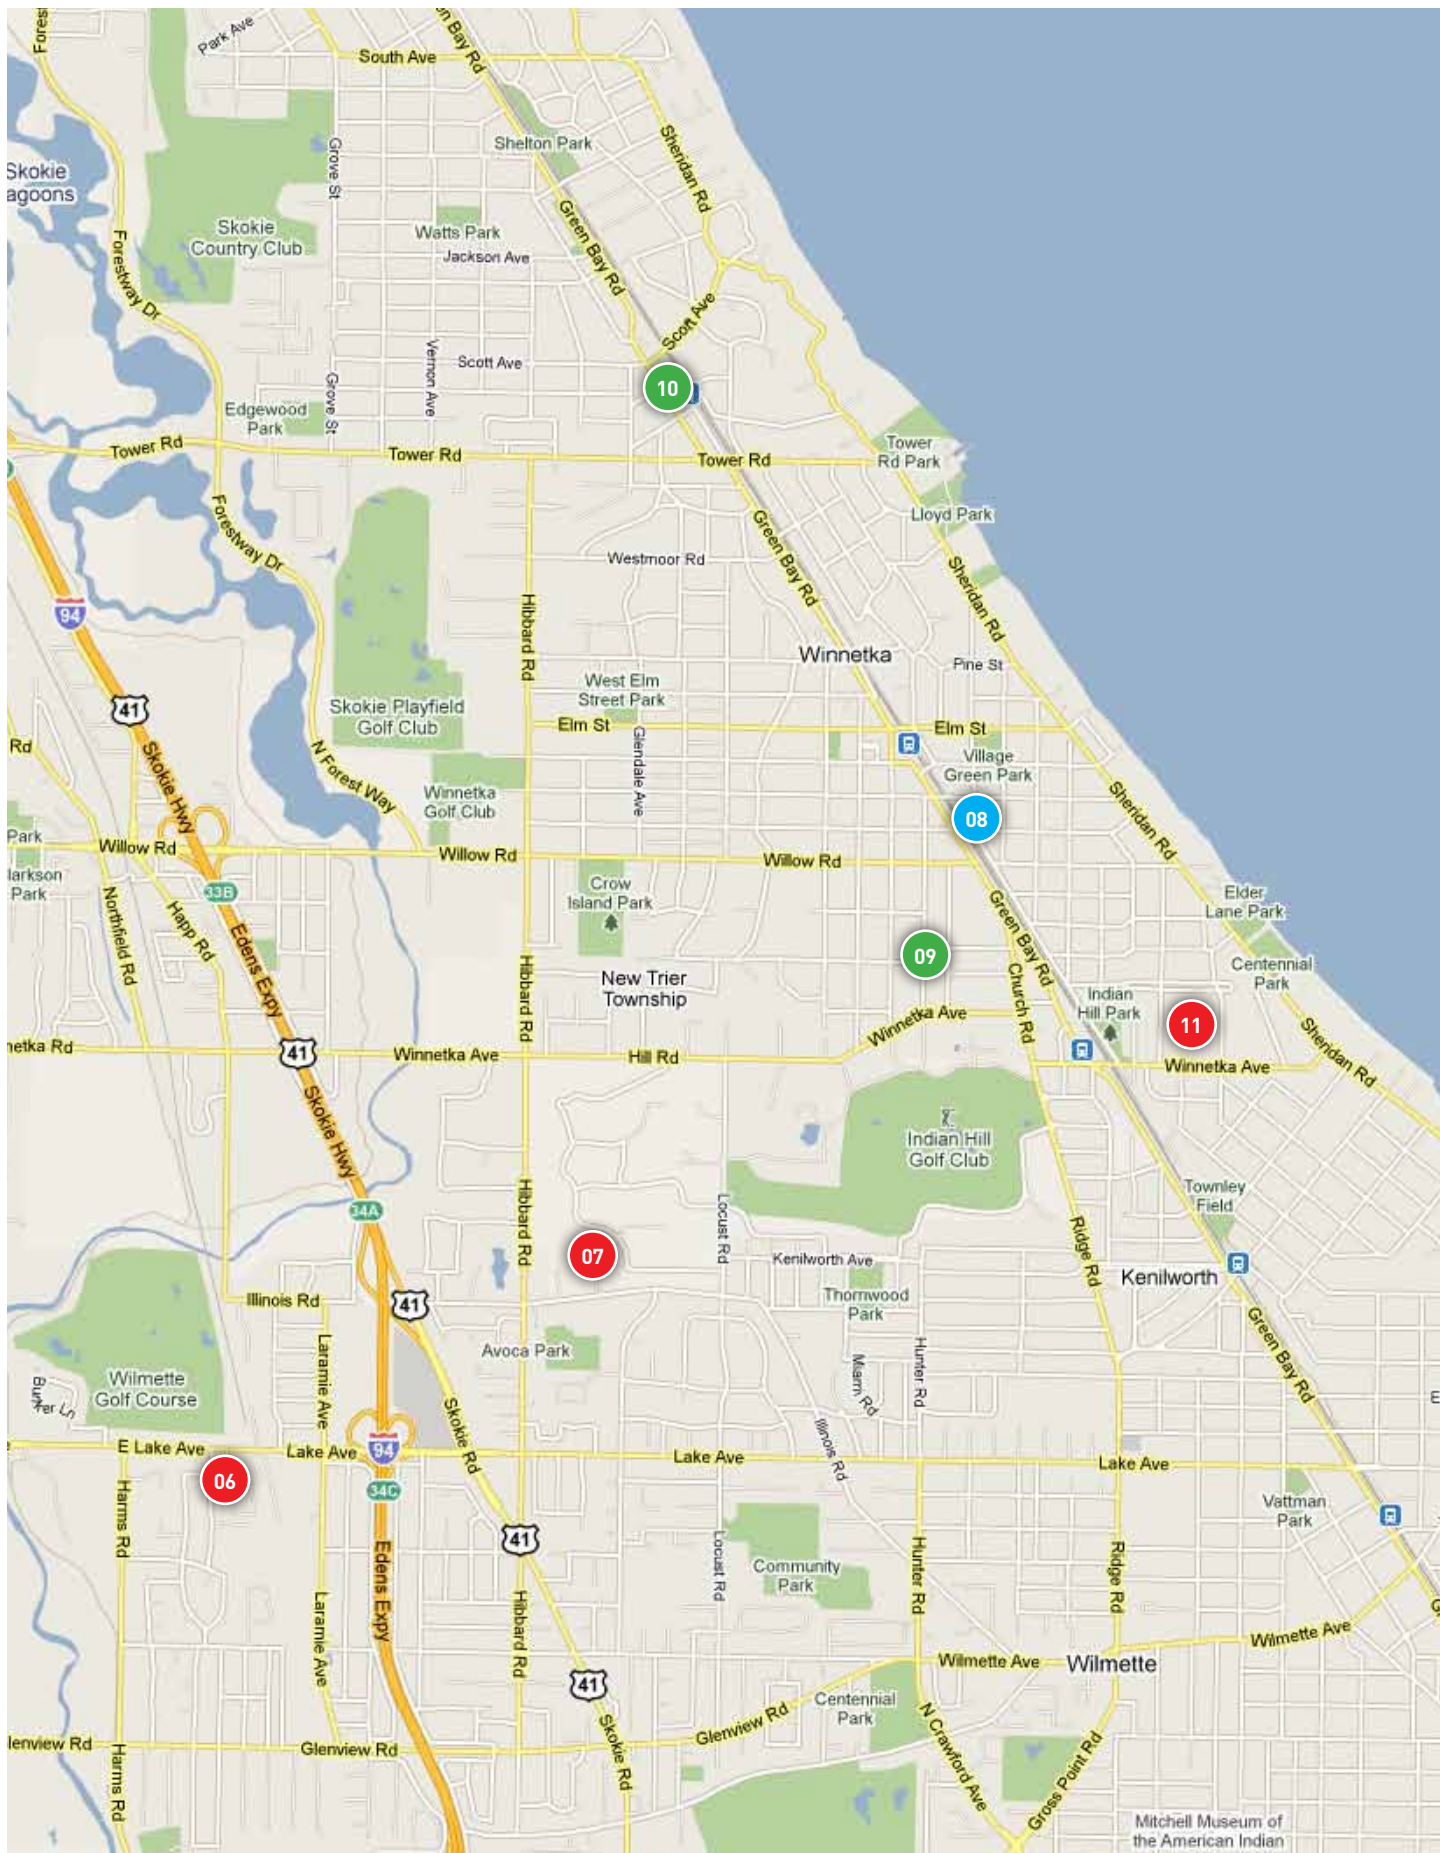 Fores
Park Ave
n Bay Rd
South Ave
Shelton Park
Grove St
Sheridan Rd
Skokie
agoons
Skokie
Country Club
Watts Park
Jackson Ave
Green Bay Rd
Forestway Dr
Scott Ave
Vernon Ave
Scott Ave
Grove St
10
Edgewood
Park
Tower Rd
Tower Rd
Tower Rd
Tower
Rd Park
Forestway Dr
Lloyd Park
Green Bay Rd
Westmoor Rd
Sheridan Rd
94
Hibbard Rd
Winnetka
Pine St
West Elm
Street Park
41
Skokie Playfield
Golf Club
Elm St
Elm St
Rd
Skokie Hwy
N Forest Way
Glendale Ave
Village
Green Park
Winnetka
Golf Club
Sheridan Rd
08
Park
Willow Rd
Willow Rd
Willow Rd
larkson
Park
33B
Crow
Island Park
Elder
Lane Park
Northfield Rd
Happ Rd
Edens Expy
Green Bay Rd
09
Hibbard Rd
New Trier
Township
Church Rd
Centennial
Park
Indian
Hill Park
11
Winnetka Ave
Sheridan Rd
netka Rd
41
Winnetka Ave
Hill Rd
Winnetka Ave
Skokie Hwy
Indian Hill
Golf Club
Hibbard Rd
Locust Rd
Townley
Field
34A
Ridge Rd
07
Kenilworth Ave
Kenilworth
Illinois Rd
41
Thornwood
Park
Green Bay Rd
Laramie Ave
Avoca Park
Hunter Rd
Miami Rd
Wilmette
Golf Course
Bunker Ln
E
Skokie Rd
Illinois Rd
e
E Lake Ave
Lake Ave
94
Lake Ave
Lake Ave
06
34C
Harms Rd
Vattman
Park
41
Edens Expy
Locust Rd
Community
Park
Hunter Rd
Ridge Rd
Laramie Ave
Hibbard Rd
G
Wilmette Ave
Wilmette Ave
Wilmette
41
Centennial
Park
N Crawford Ave
Glenview Rd
lenview Rd
Glenview Rd
Skokie Rd
Harms Rd
Gross Point Rd
Mitchell Museum of
the American Indian